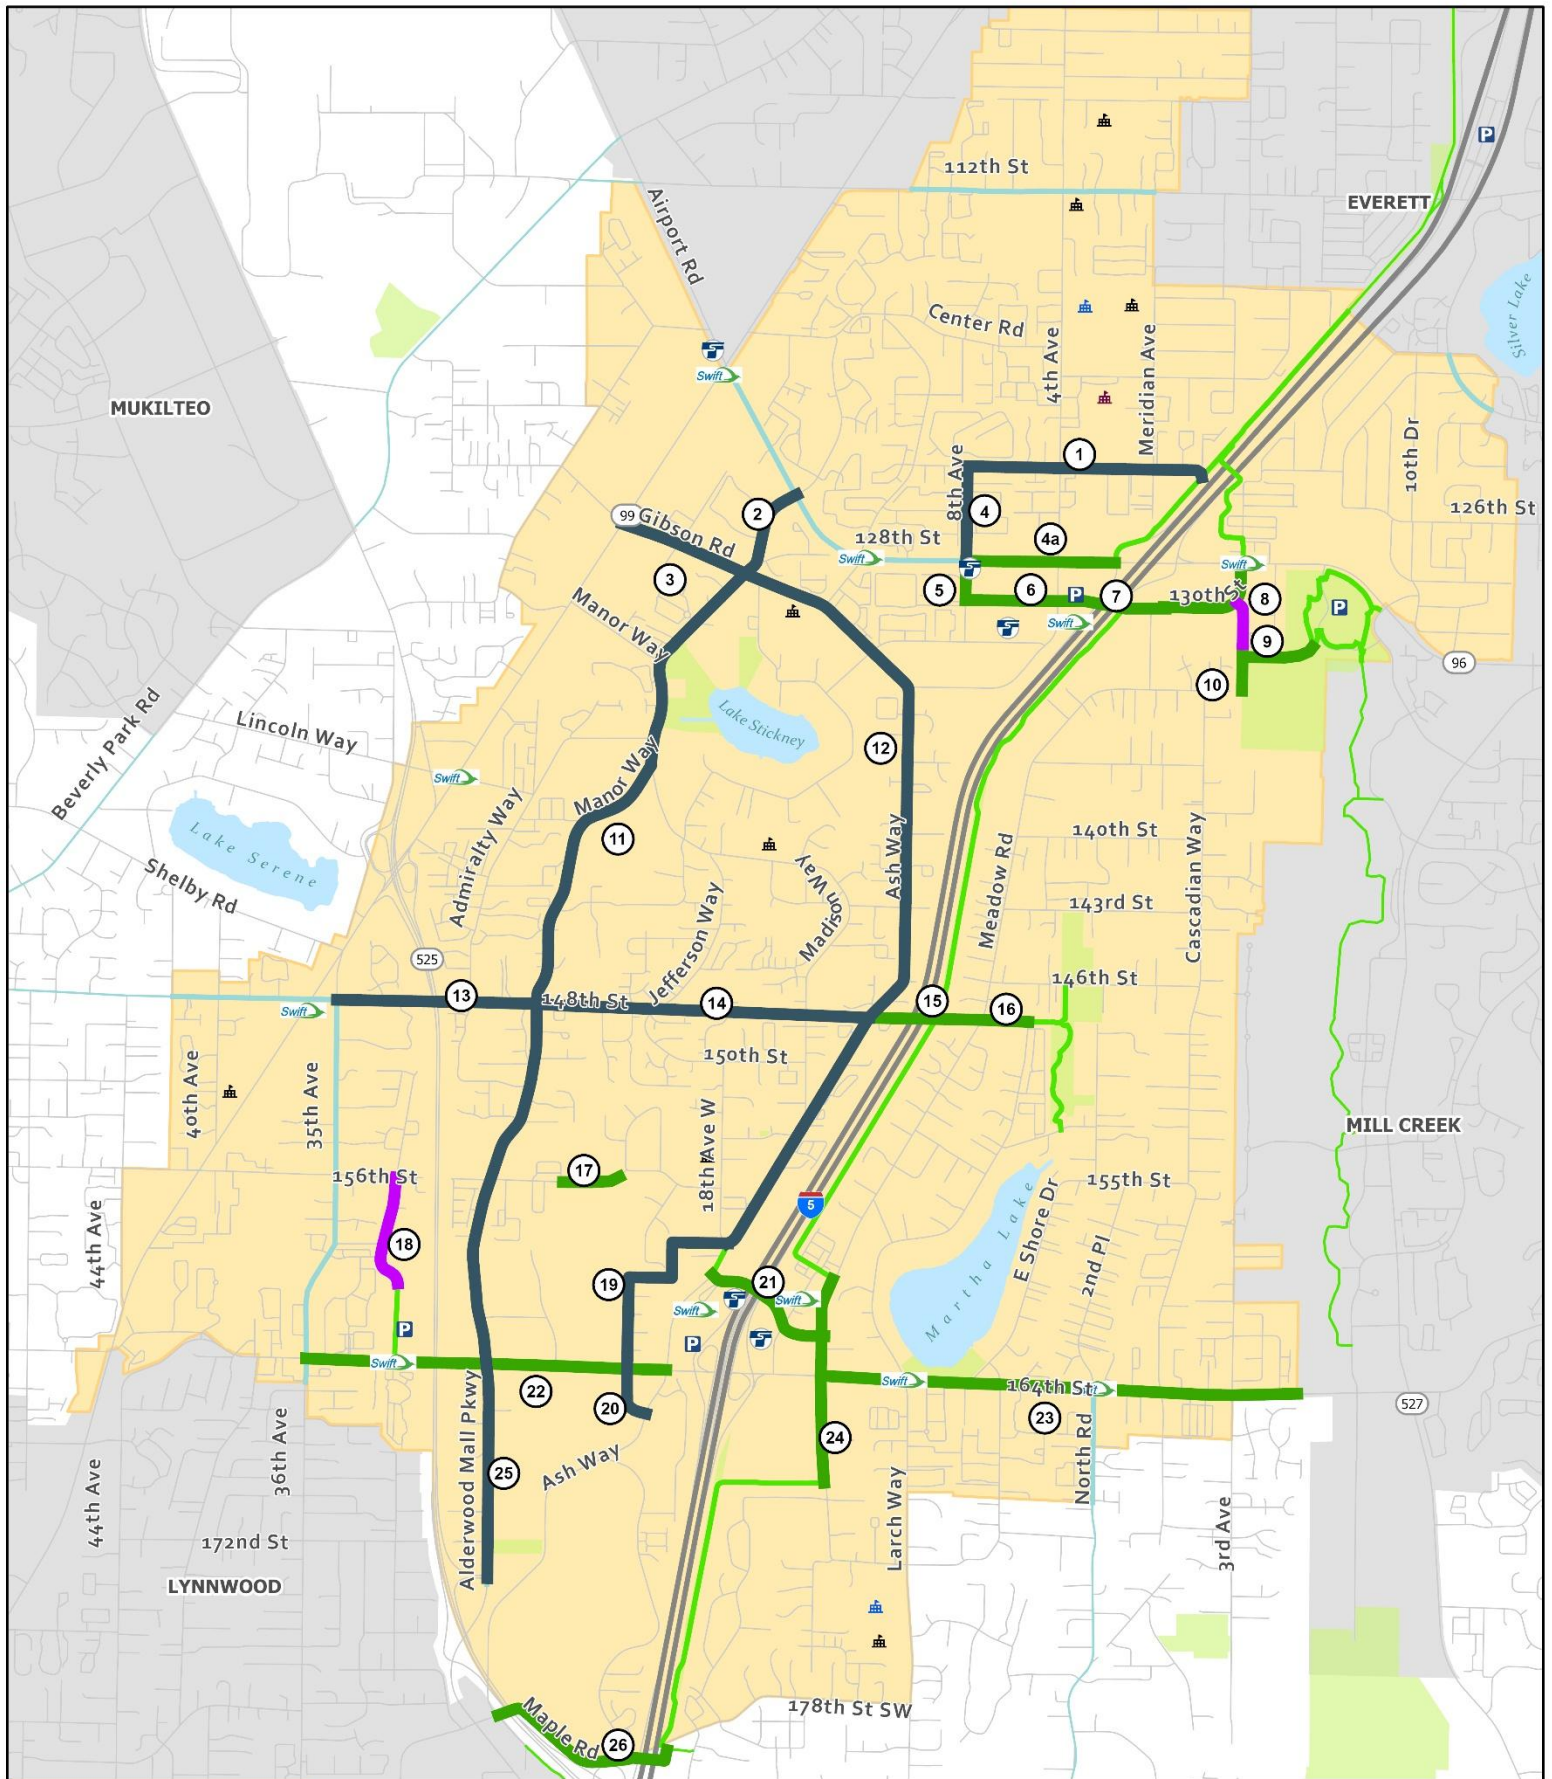 112th St
EVERETT
Airport Rd
Silver Lake
Center Rd
4th Ave
Meridian Ave
Swift
MUKILTEO
10th Dr
8th Ave
1
126th St
99
Gibson Rd
2
4
128th St
4a
Swift
Swift
3
5
6
7
P
130th St
8
P
P
Manor Way
Swift
9
96
10
Beverly Park Rd
Lincoln Way
Lake Stickney
12
Swift
Manor Way
11
Admiralty Way
Lake Serene
Shelby Rd
Ash Way
Meadow Rd
140th St
Cascadian Way
Madison Way
Jefferson Way
143rd St
525
146th St
13
148th St
14
15
16
Swift
150th St
40th Ave
35th Ave
18th Ave W
MILL CREEK
156th St
17
155th St
5
Martha Lake
E Shore Dr
2nd Pl
44th Ave
18
19
21
Swift
Swift
P
P
Swift
22
Swift
164th St
527
20
23
24
Alderwood Mall Pkwy
36th Ave
44th Ave
Ash Way
25
Larch Way
North Rd
3rd Ave
172nd St
LYNNWOOD
178th St SW
Maple Rd
26